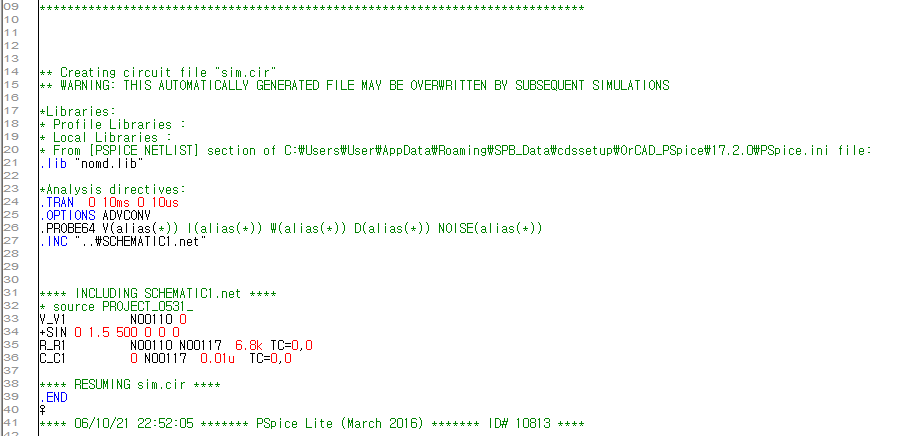 09 ******************************************************************************
10
11
12
13
14 ** Creating circuit file "sim.cir"
15 ** WARNING: THIS AUTOMATICALLY GENERATED FILE MAY BE OVERWRITTEN BY SUBSEQUENT SIMULATIONS
16
17 *Libraries:
18 * Profile Libraries :
19 * Local Libraries :
20 * From [PSPICE NETLIST] section of C:₩Users₩User₩AppData₩Roaming₩SPB_Data₩cdssetup₩OrCAD_PSpice₩17.2.0₩PSpice.ini file:
21 .lib "nomd.lib"
22
23 *Analysis directives:
24 .TRAN  0 10ms 0 10us
25 .OPTIONS ADVCONV
26 .PROBE64 V(alias(*)) I(alias(*)) W(alias(*)) D(alias(*)) NOISE(alias(*))
27 .INC "..₩SCHEMATIC1.net"
28
29
30
31 **** INCLUDING SCHEMATIC1.net ****
32 * source PROJECT_0531_
33 V_V1         N00110 0
34 +SIN 0 1.5 500 0 0 0
35 R_R1         N00110 N00117  6.8k TC=0,0
36 C_C1         0 N00117  0.01u  TC=0,0
37
38 **** RESUMING sim.cir ****
39 .END
40 ♀
41 **** 06/10/21 22:52:05 ******* PSpice Lite (March 2016) ******* ID# 10813 ****